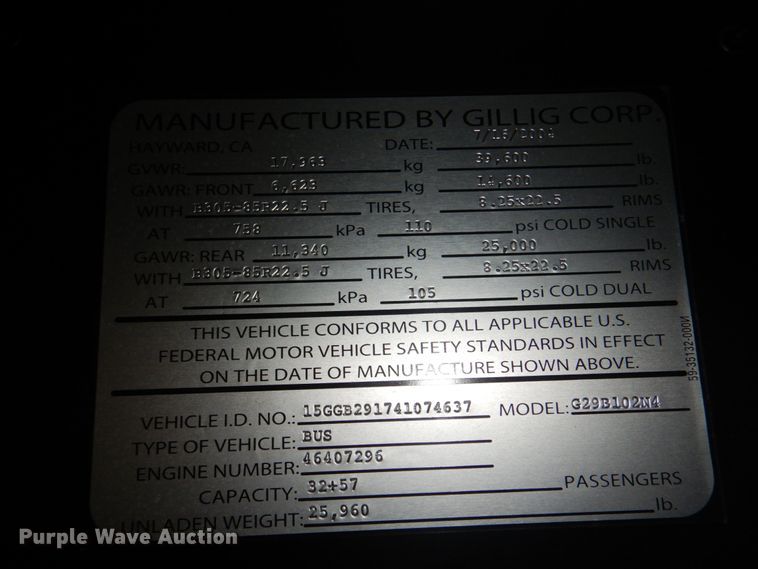 MANUFACTURED BY GILLIG CORP.
HAYWARD, CA DATE: 7/15/2004
GVWR: 17,963 kg 39,600 lb.
GAWR: FRONT 6,623 kg 14,600 lb.
WITH B305-85R22.5 J TIRES, 8.25x22.5 RIMS
AT 758 kPa 110 psi COLD SINGLE
GAWR: REAR 11,340 kg 25,000 lb.
WITH B305-85R22.5 J TIRES, 8.25x22.5 RIMS
AT 724 kPa 105 psi COLD DUAL
THIS VEHICLE CONFORMS TO ALL APPLICABLE U.S.
FEDERAL MOTOR VEHICLE SAFETY STANDARDS IN EFFECT
ON THE DATE OF MANUFACTURE SHOWN ABOVE.
59-35132-000N
VEHICLE I.D. NO.: 15GGB291741074637 MODEL: G29B102N4
TYPE OF VEHICLE: BUS
ENGINE NUMBER: 46407296
CAPACITY: 32+57 PASSENGERS
UNLADEN WEIGHT: 25,960 lb.
Purple Wave Auction